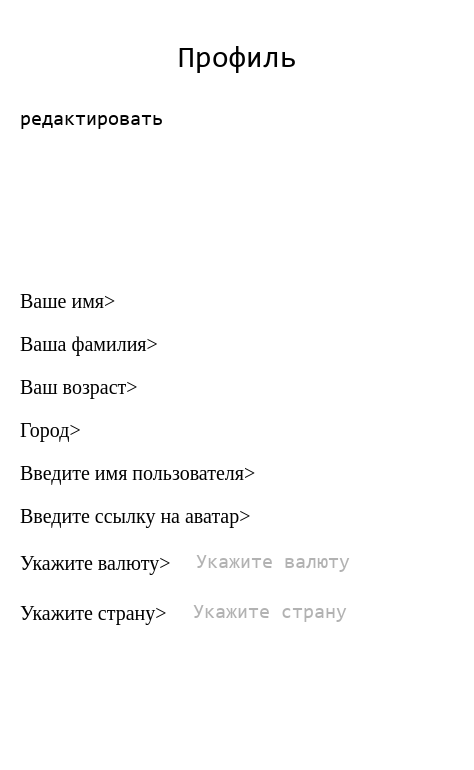 Профиль
редактировать
Ваше имя>
Ваша фамилия>
Ваш возраст>
Город>
Введите имя пользователя>
Введите ссылку на аватар>
Укажите валюту> Укажите валюту
Укажите страну> Укажите страну